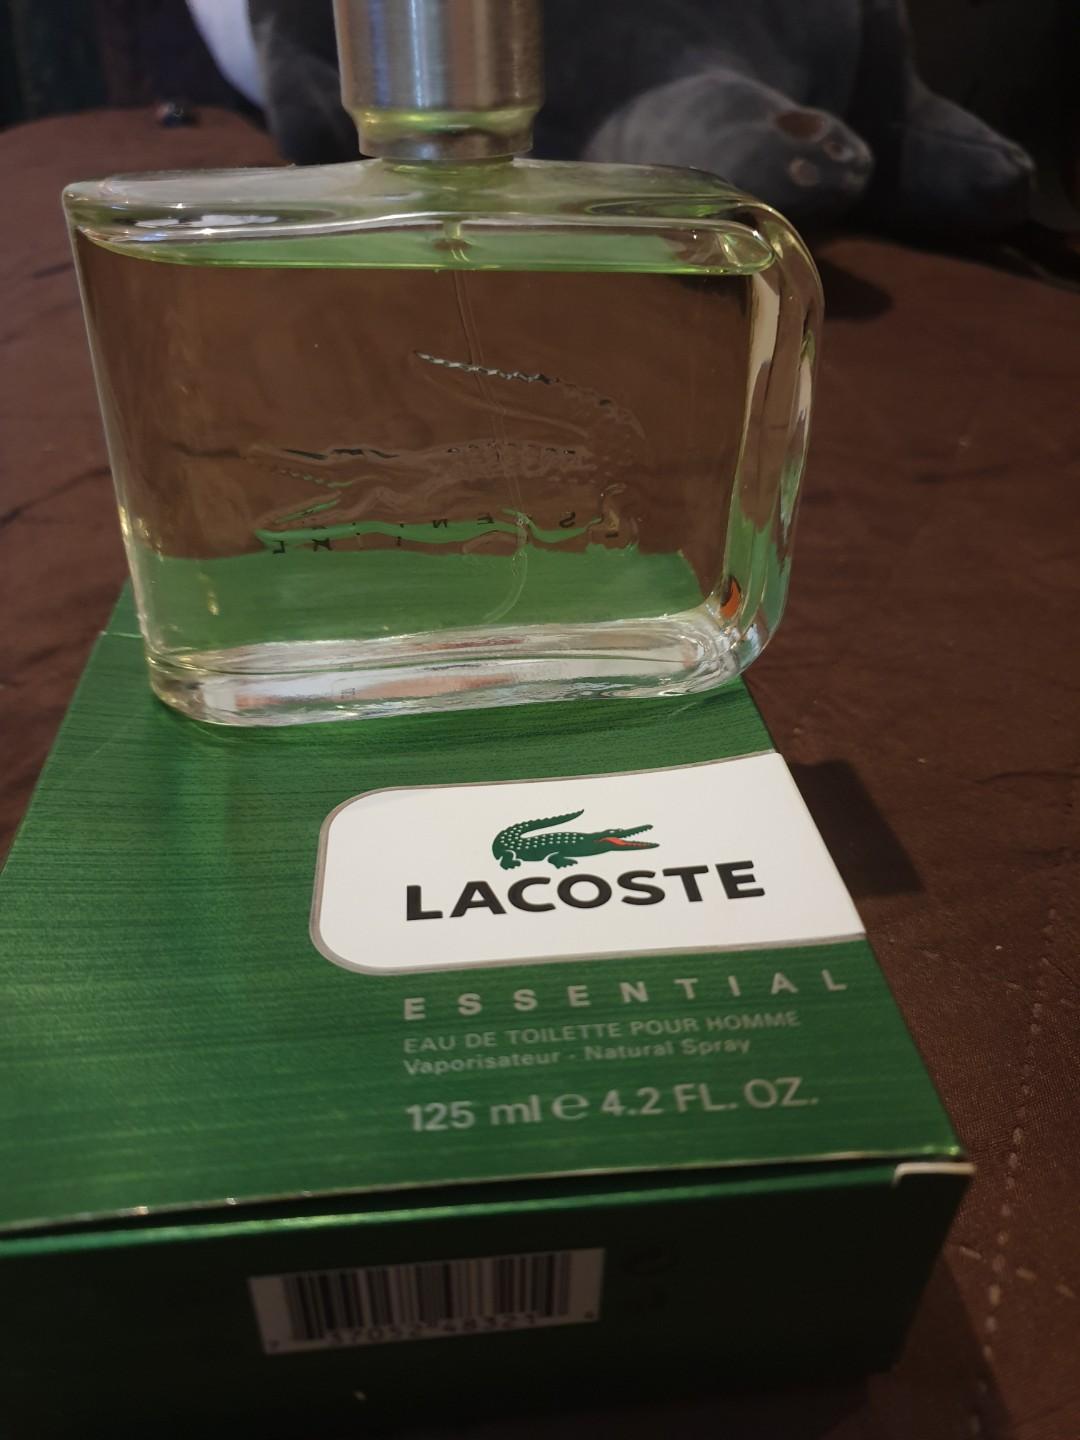 LACOSTE
ESSENTIAL
EAU DE TOILETTE POUR HOMME
Vaporisateur - Natural Spray
125 ml e 4.2 FL. OZ.